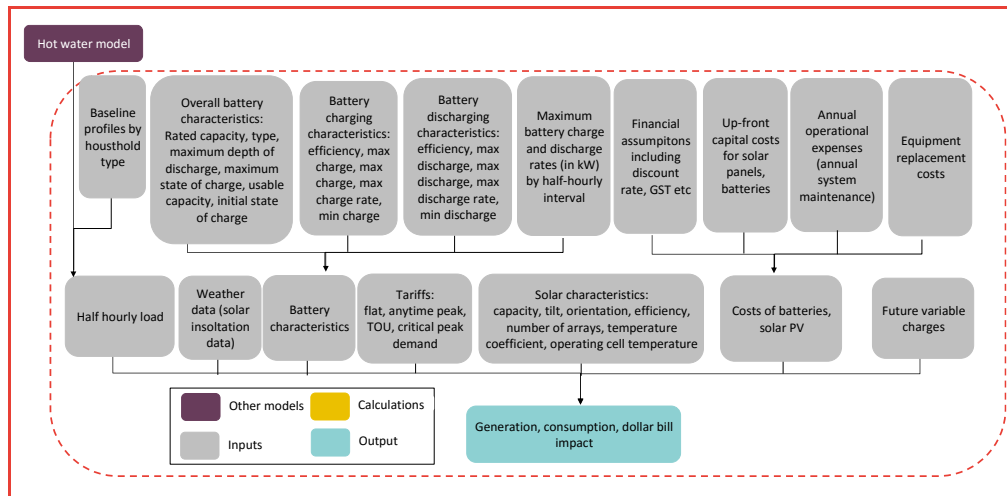 Hot water model
Baseline
profiles by
housthold
type
Overall battery
characteristics:
Rated capacity, type,
maximum depth of
discharge, maximum
state of charge, usable
capacity, initial state of
charge
Battery
charging
characteristics:
efficiency, max
charge, max
charge rate,
min charge
Battery
discharging
characteristics:
efficiency, max
discharge, max
discharge rate,
min discharge
Maximum
battery charge
and discharge
rates (in kW)
by half-hourly
interval
Financial
assumpitons
including
discount
rate, GST etc
Up-front
capital costs
for solar
panels,
batteries
Annual
operational
expenses
(annual
system
maintenance)
Equipment
replacement
costs
Half hourly load
Weather
data (solar
insoltation
data)
Battery
characteristics
Tariffs:
flat, anytime peak,
TOU, critical peak
demand
Solar characteristics:
capacity, tilt, orientation, efficiency,
number of arrays, temperature
coefficient, operating cell temperature
Costs of batteries,
solar PV
Future variable
charges
Other models
Calculations
Inputs
Output
Generation, consumption, dollar bill
impact